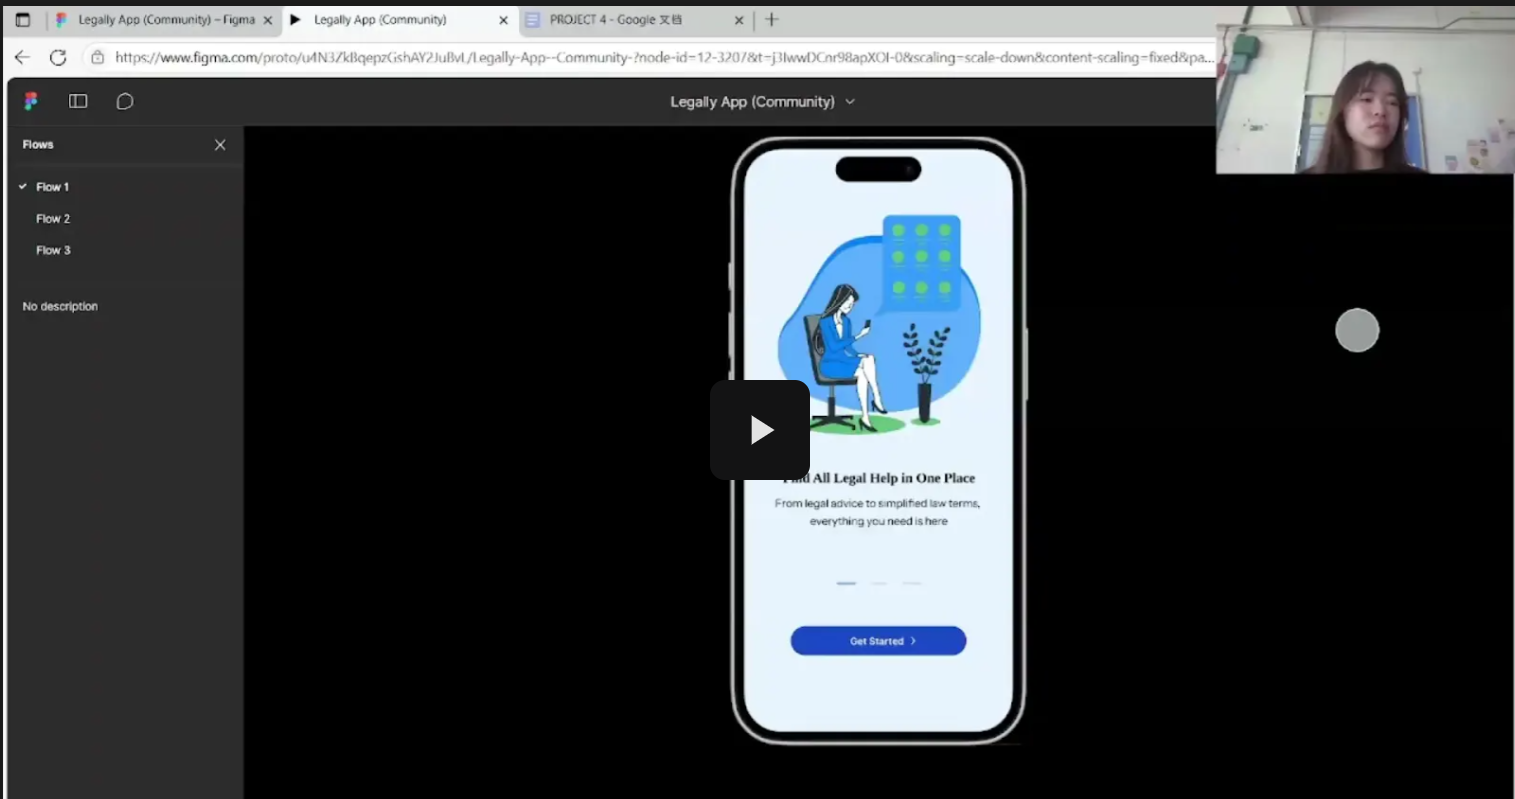 Legally App (Community) – Figma
Legally App (Community)
PROJECT 4 - Google 文档
https://www.figma.com/proto/u4N3ZkBqepzGshAY2JuBvL/Legally-App--Community-?node-id=12-3207&t=j3IwwDCnr98apXOI-0&scaling=scale-down&content-scaling=fixed&pa...
Legally App (Community)
Flows
Flow 1
Flow 2
Flow 3
No description
All Legal Help in One Place
From legal advice to simplified law terms,
everything you need is here
Get Started